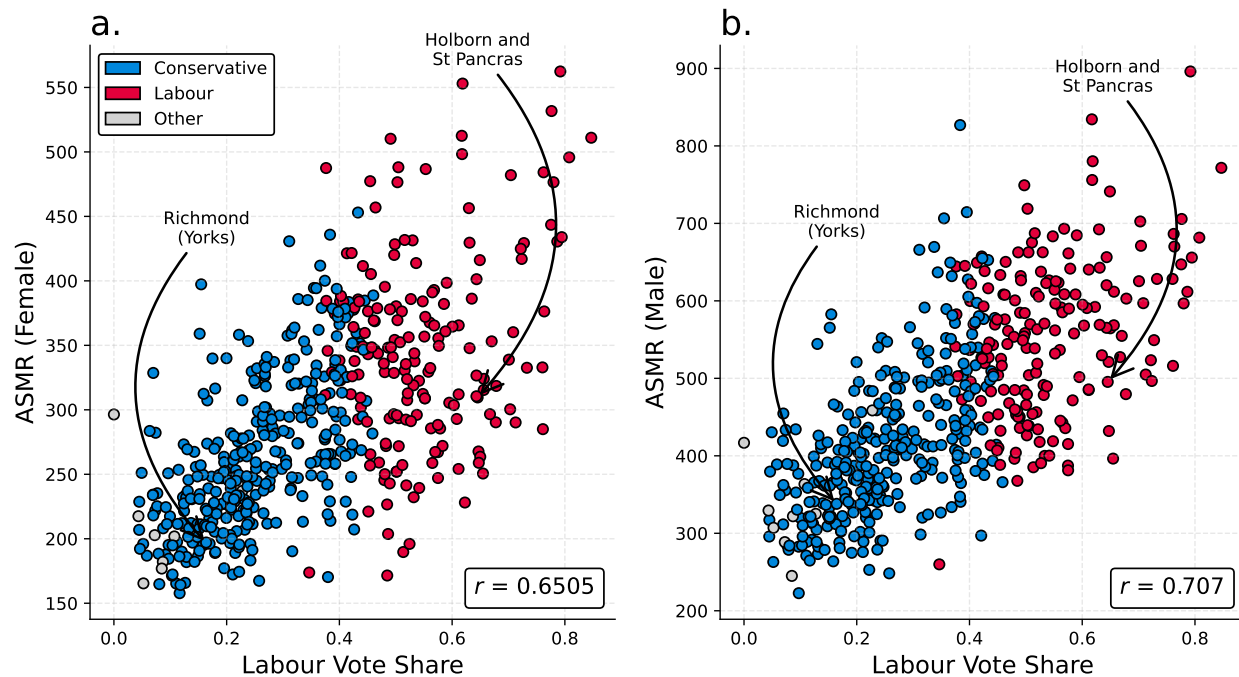 a.
Conservative
Labour
Other
Holborn and
St Pancras
Richmond
(Yorks)
r = 0.6505
550
500
450
400
350
300
250
200
150
0.0 0.2 0.4 0.6 0.8
Labour Vote Share
ASMR (Female)
b.
Holborn and
St Pancras
Richmond
(Yorks)
r = 0.707
900
800
700
600
500
400
300
200
0.0 0.2 0.4 0.6 0.8
Labour Vote Share
ASMR (Male)